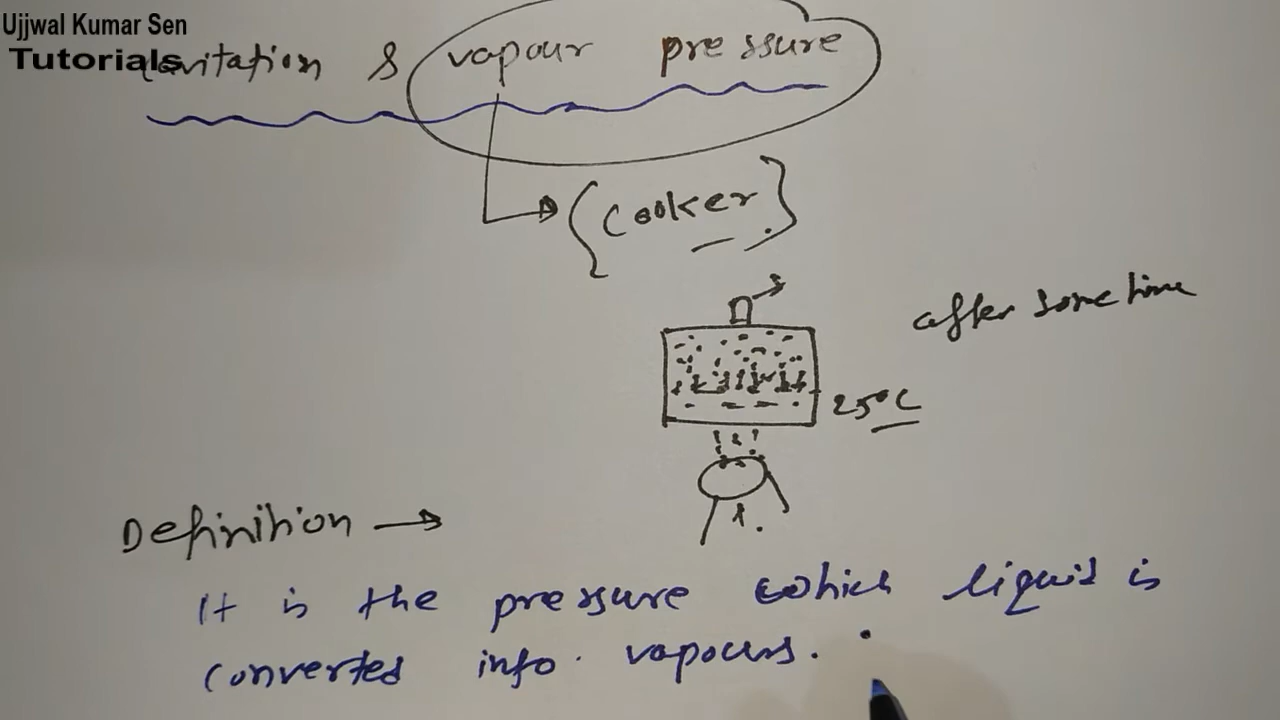 Ujjwal Kumar Sen
Tutorials
& vapour pressure
Cooker
after some time
25°C
Definition →
It is the pressure which liquid is
converted into vapours.